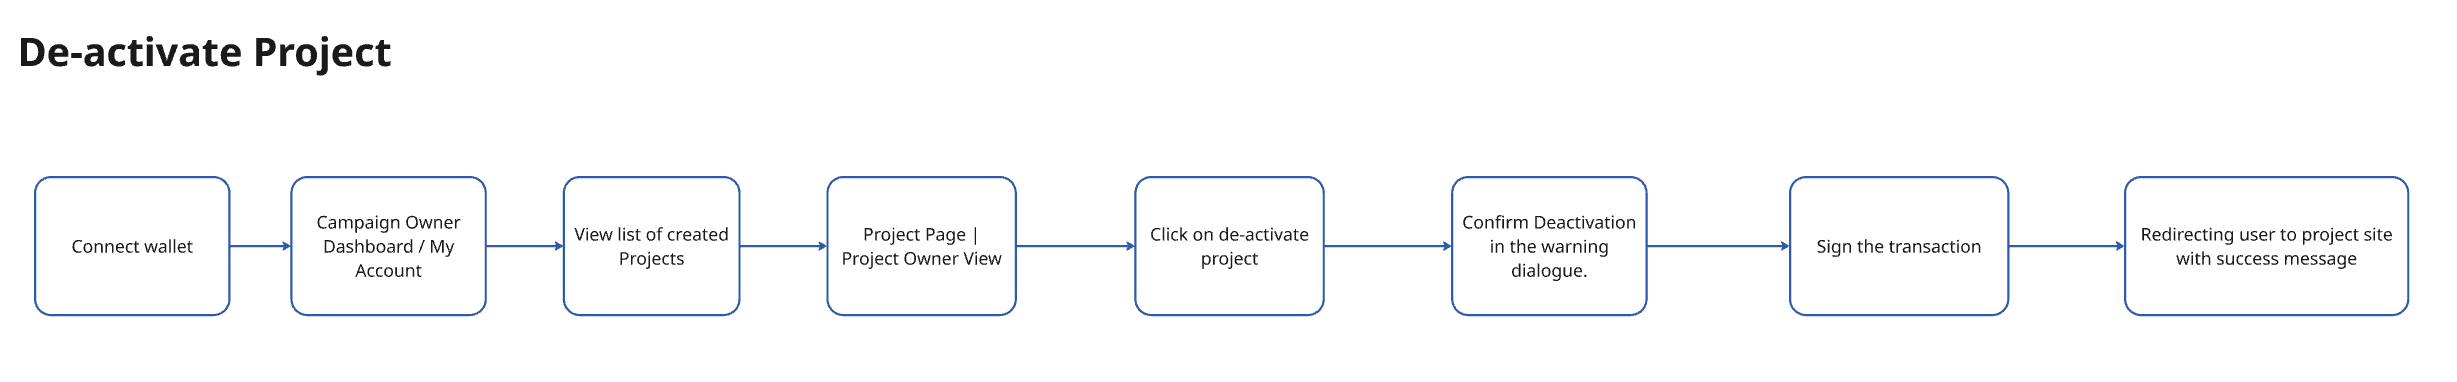 De-activate Project
Connect wallet
Campaign Owner
Dashboard / My
Account
View list of created
Projects
Project Page |
Project Owner View
Click on de-activate
project
Confirm Deactivation
in the warning
dialogue.
Sign the transaction
Redirecting user to project site
with success message